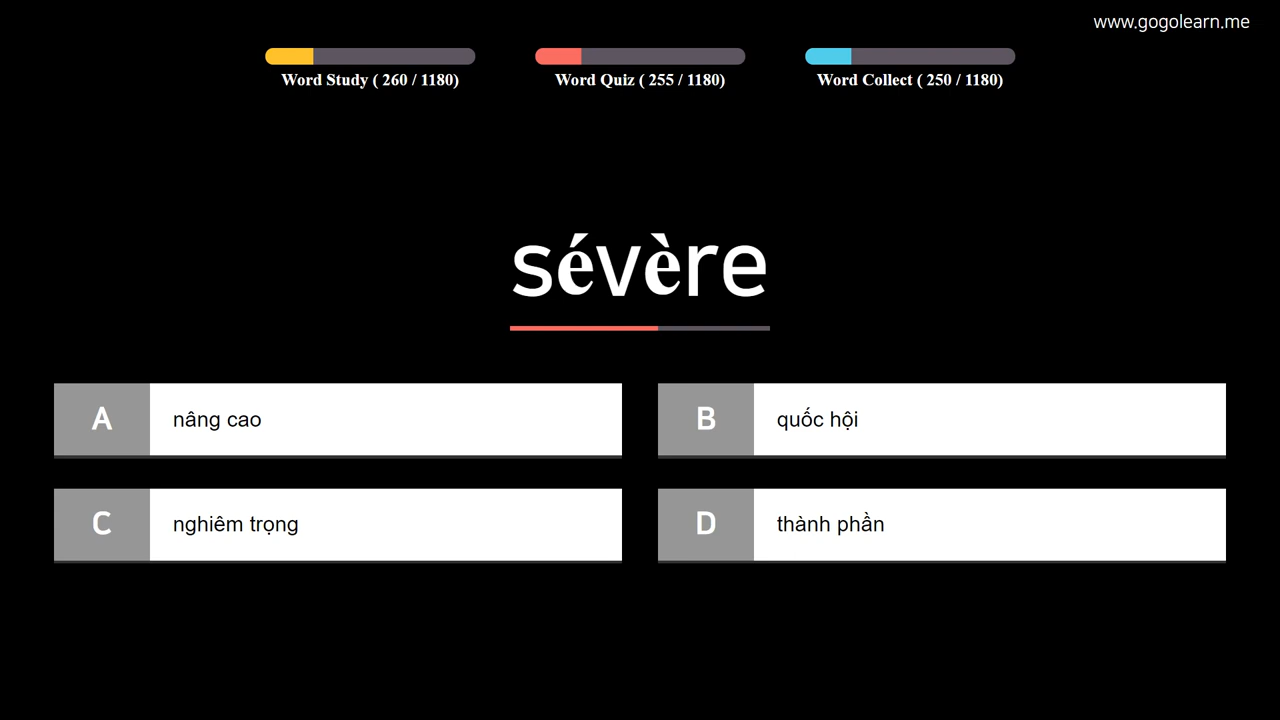 www.gogolearn.me
Word Study ( 260 / 1180)
Word Quiz ( 255 / 1180)
Word Collect ( 250 / 1180)
sévère
A nâng cao
B quốc hội
C nghiêm trọng
D thành phần